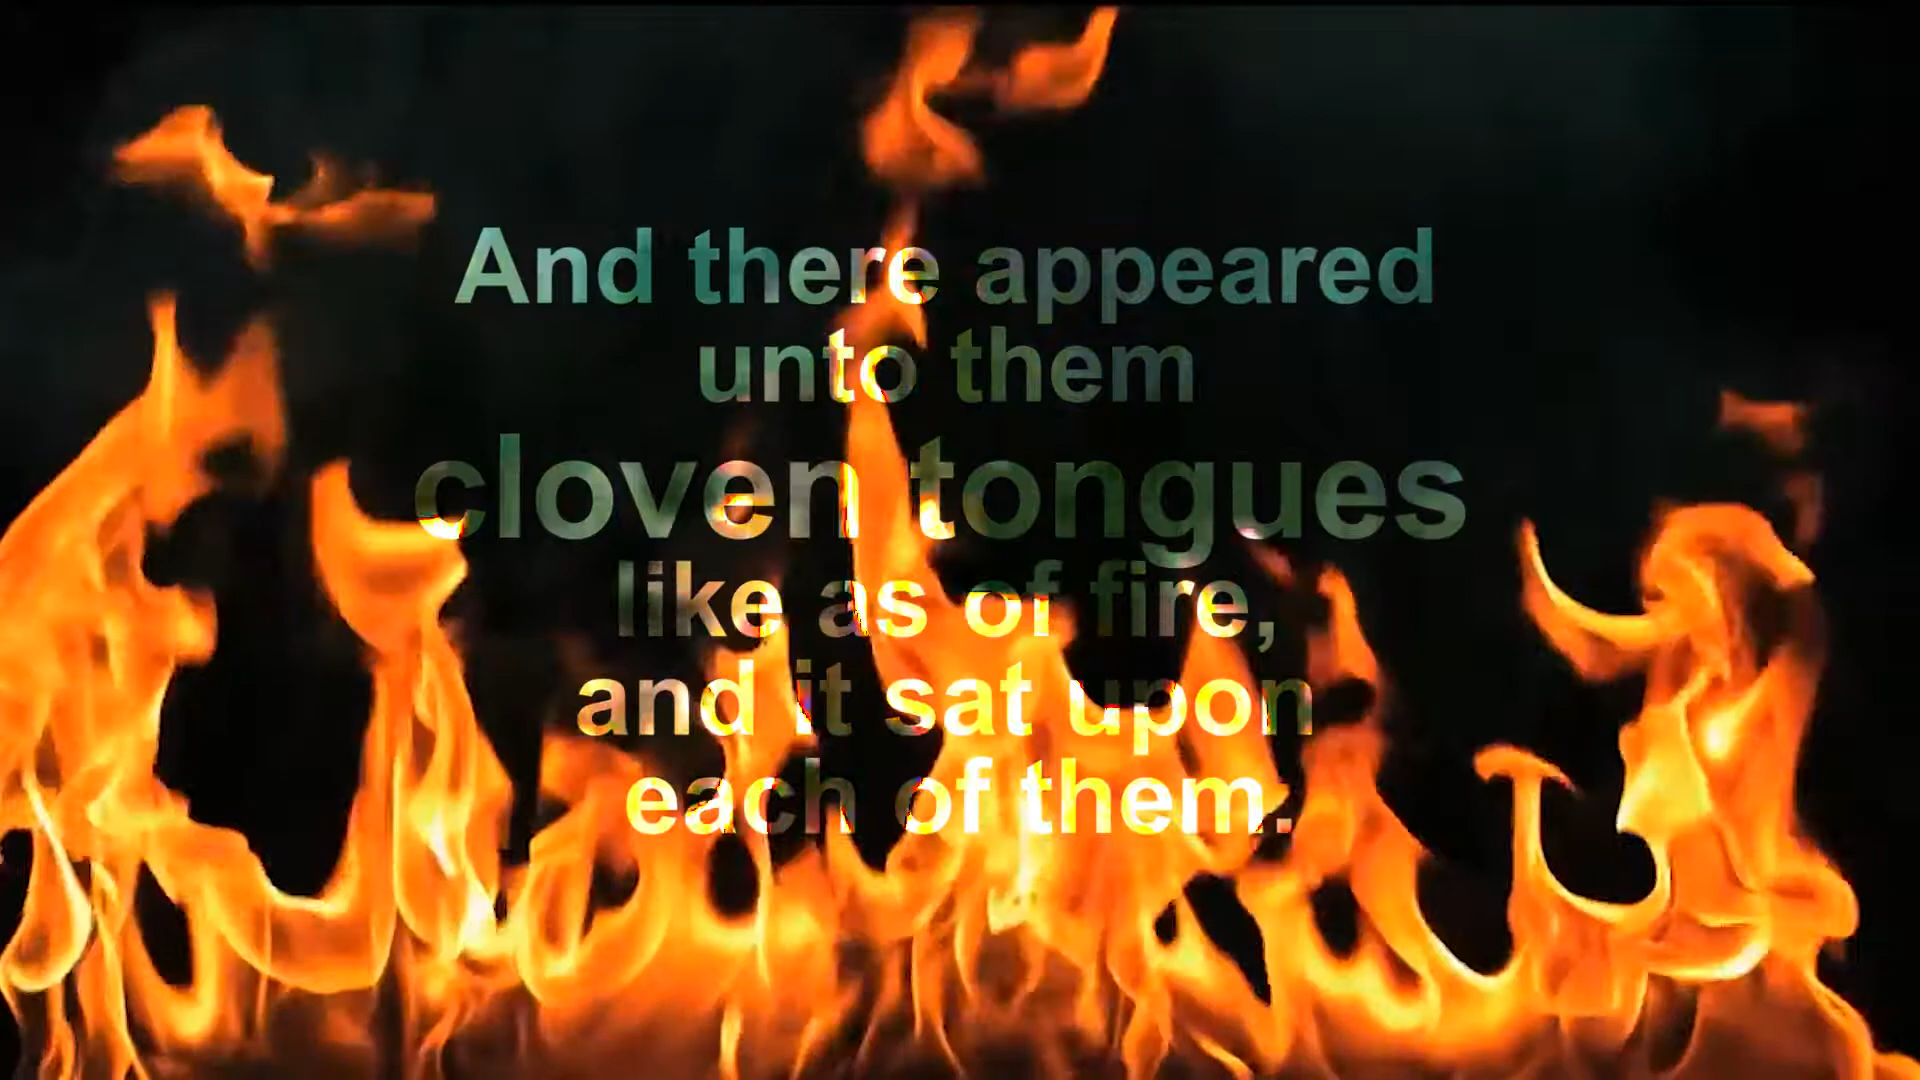 And there appeared
unto them
cloven tongues
like as of fire,
and it sat upon
each of them.